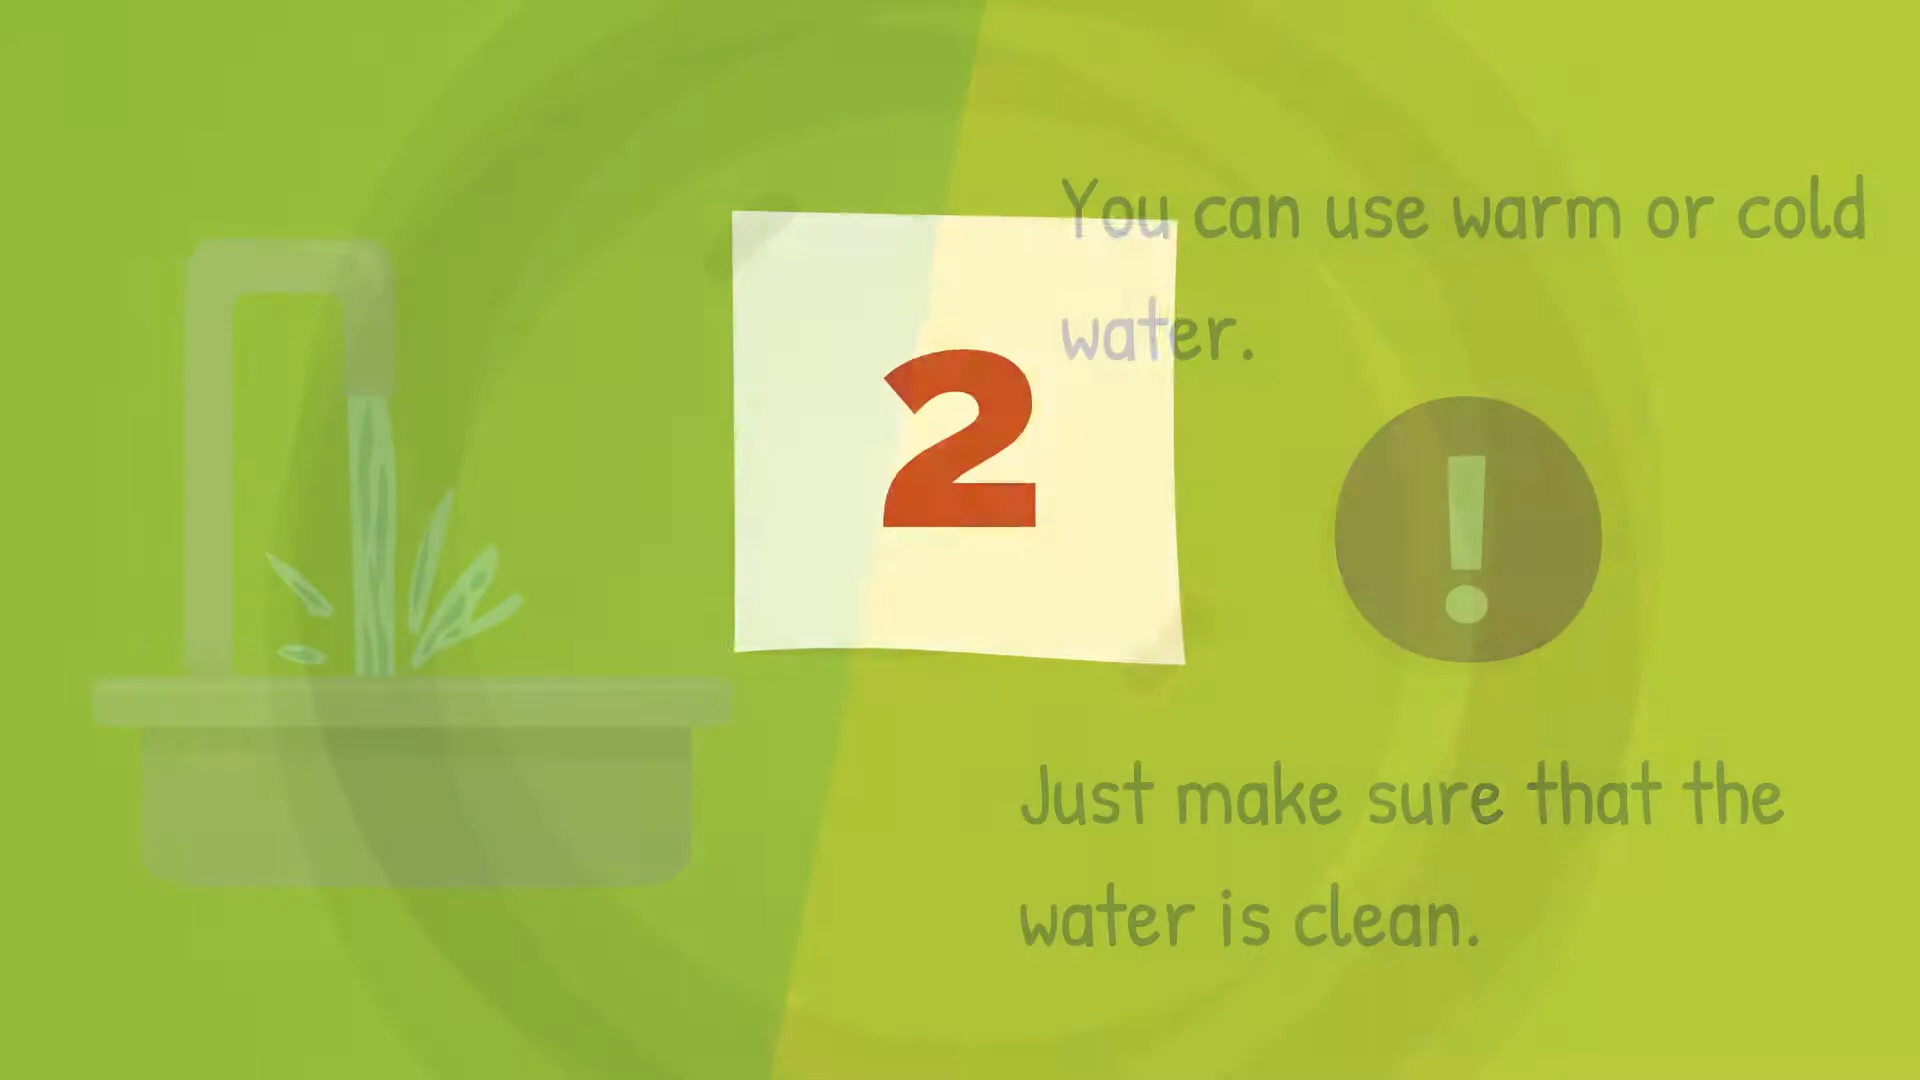 You can use warm or cold
water.
2
!
Just make sure that the
water is clean.